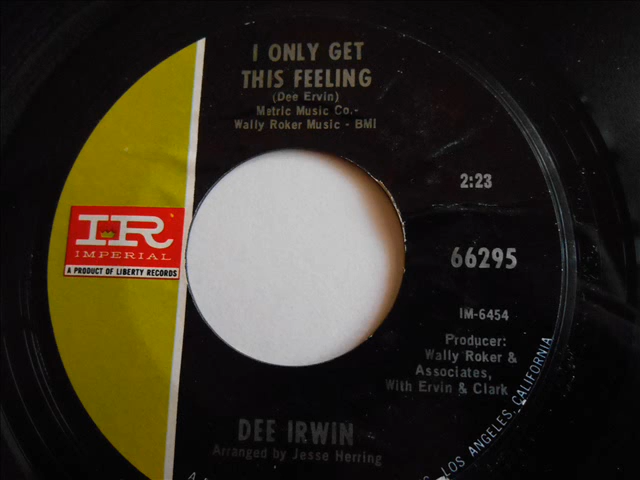 I ONLY GET
THIS FEELING
(Dee Ervin)
Metric Music Co.-
Wally Roker Music - BMI
2:23
IR
IMPERIAL
A PRODUCT OF LIBERTY RECORDS
66295
IM-6454
Producer:
Wally Roker &
Associates,
With Ervin & Clark
DEE IRWIN
Arranged by Jesse Herring
LOS ANGELES, CALIFORNIA